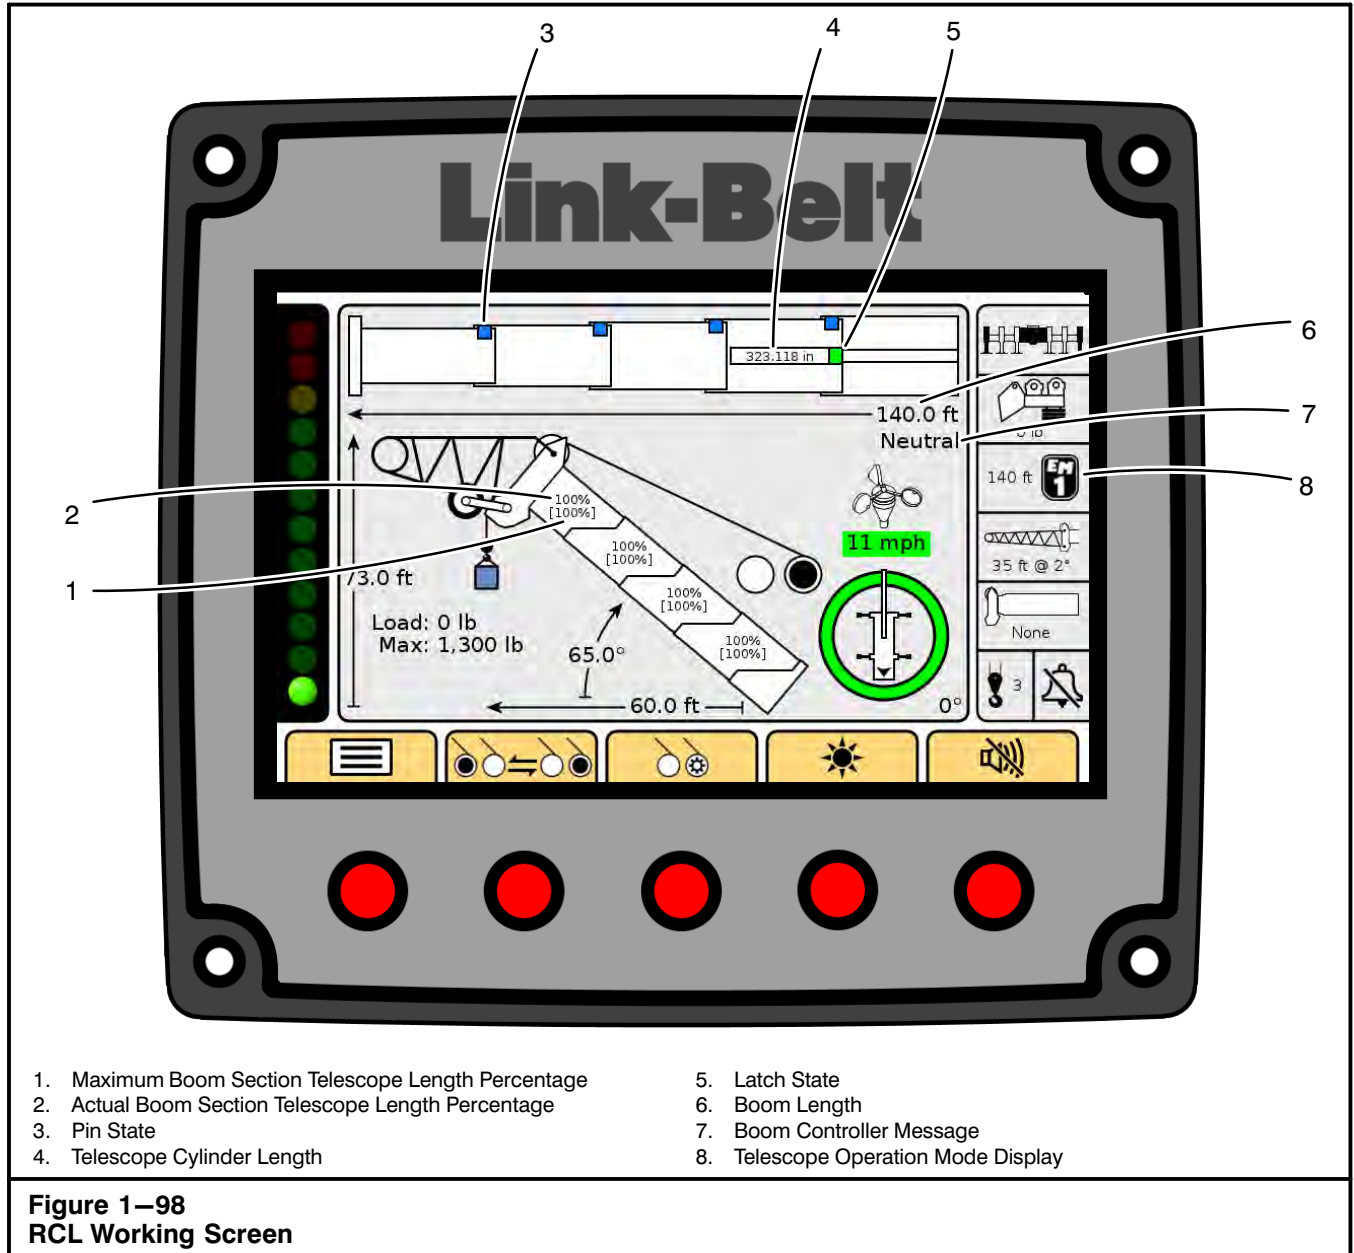 3
4
5
Link-Belt
323.118 in
6
140.0 ft
7
Neutral
EM
140 ft
1
8
2
100%
[100%]
11 mph
100%
[100%]
35 ft @ 2°
1
73.0 ft
100%
[100%]
Load: 0 lb
Max: 1,300 lb
None
65.0°
100%
[100%]
3
60.0 ft
0°
1. Maximum Boom Section Telescope Length Percentage
2. Actual Boom Section Telescope Length Percentage
3. Pin State
4. Telescope Cylinder Length
5. Latch State
6. Boom Length
7. Boom Controller Message
8. Telescope Operation Mode Display
Figure 1–98
RCL Working Screen